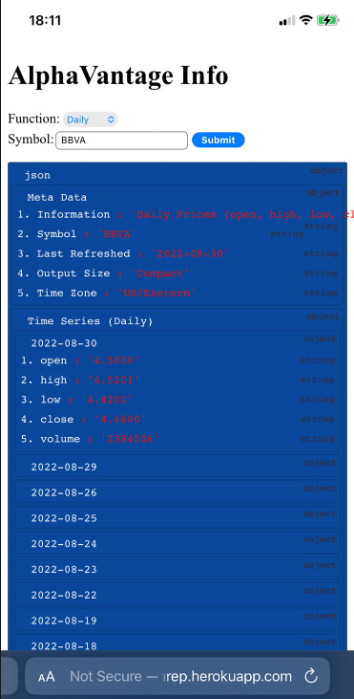 18:11
AlphaVantage Info
Function: Daily
Symbol: BBVA Submit
json object
Meta Data object
1. Information : 'Daily Prices (open, high, low, cl
string
2. Symbol : 'BBVA' string
3. Last Refreshed : '2022-08-30' string
4. Output Size : 'Compact' string
5. Time Zone : 'US/Eastern' string
Time Series (Daily) object
2022-08-30 object
1. open : '4.5000' string
2. high : '4.5201' string
3. low : '4.4200' string
4. close : '4.4600' string
5. volume : '2384506' string
2022-08-29 object
2022-08-26 object
2022-08-25 object
2022-08-24 object
2022-08-23 object
2022-08-22 object
2022-08-19 object
2022-08-18 object
AA Not Secure — rep.herokuapp.com